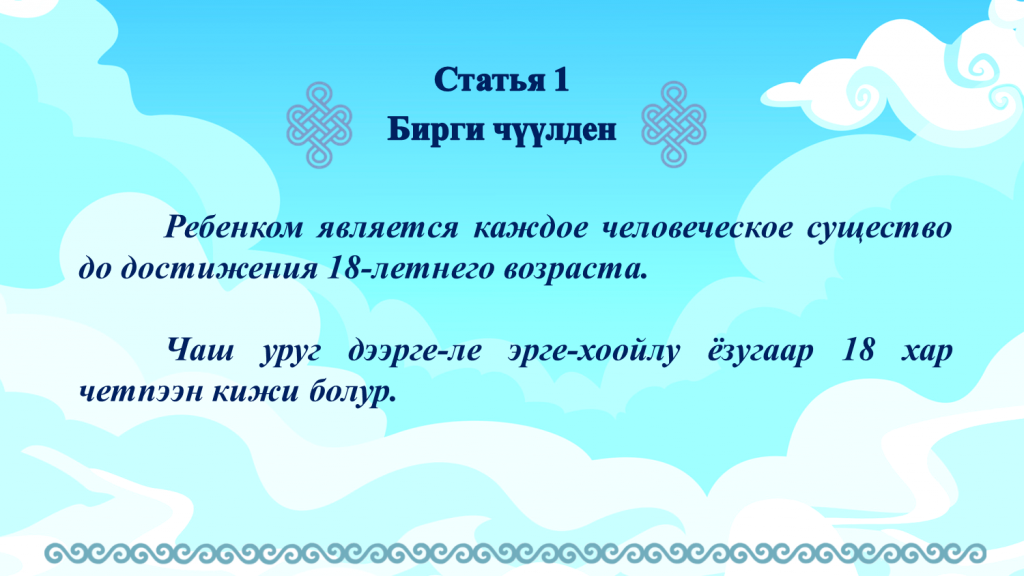 Статья 1
Бирги чүүлден
Ребенком является каждое человеческое существо
до достижения 18-летнего возраста.
Чаш уруг дээрге-ле эрге-хоойлу ёзугаар 18 хар
четпээн кижи болур.